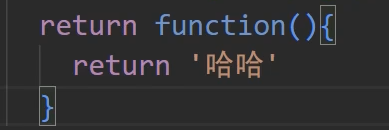 return function(){
return '哈哈'
}